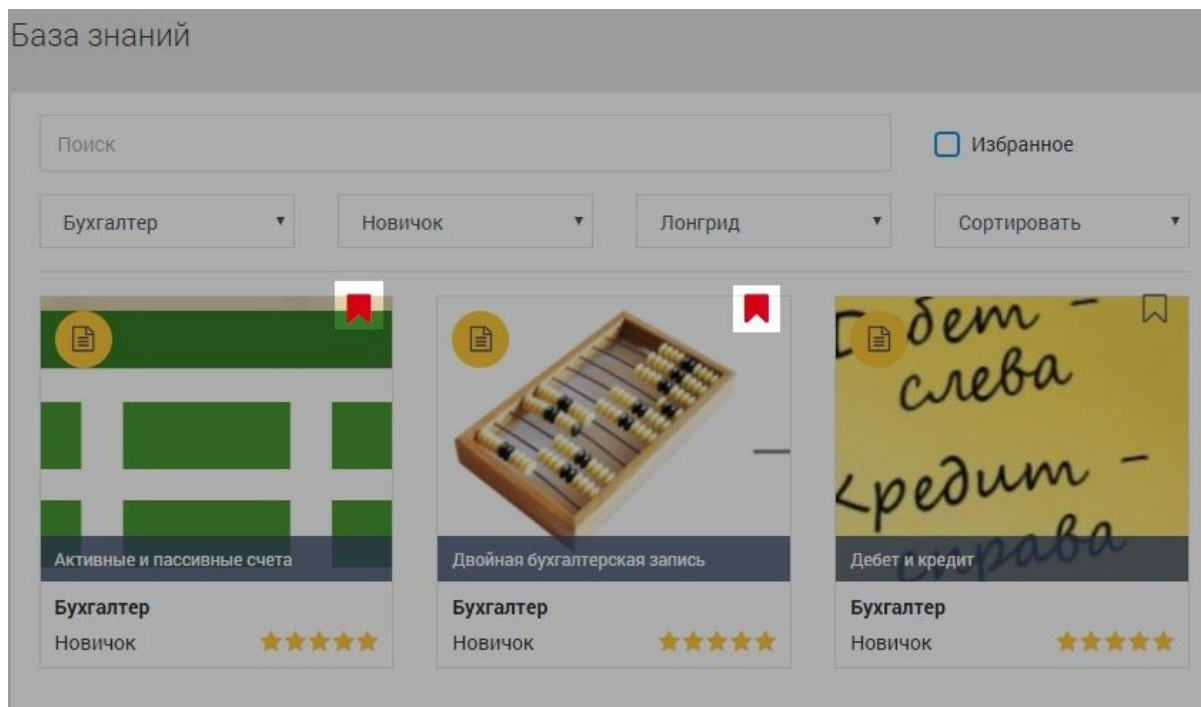 База знаний
Поиск
Избранное
Бухгалтер
Новичок
Лонгрид
Сортировать
Дебет -
слева
Кредит -
справа
Активные и пассивные счета
Двойная бухгалтерская запись
Дебет и кредит
Бухгалтер
Новичок
Бухгалтер
Новичок
Бухгалтер
Новичок